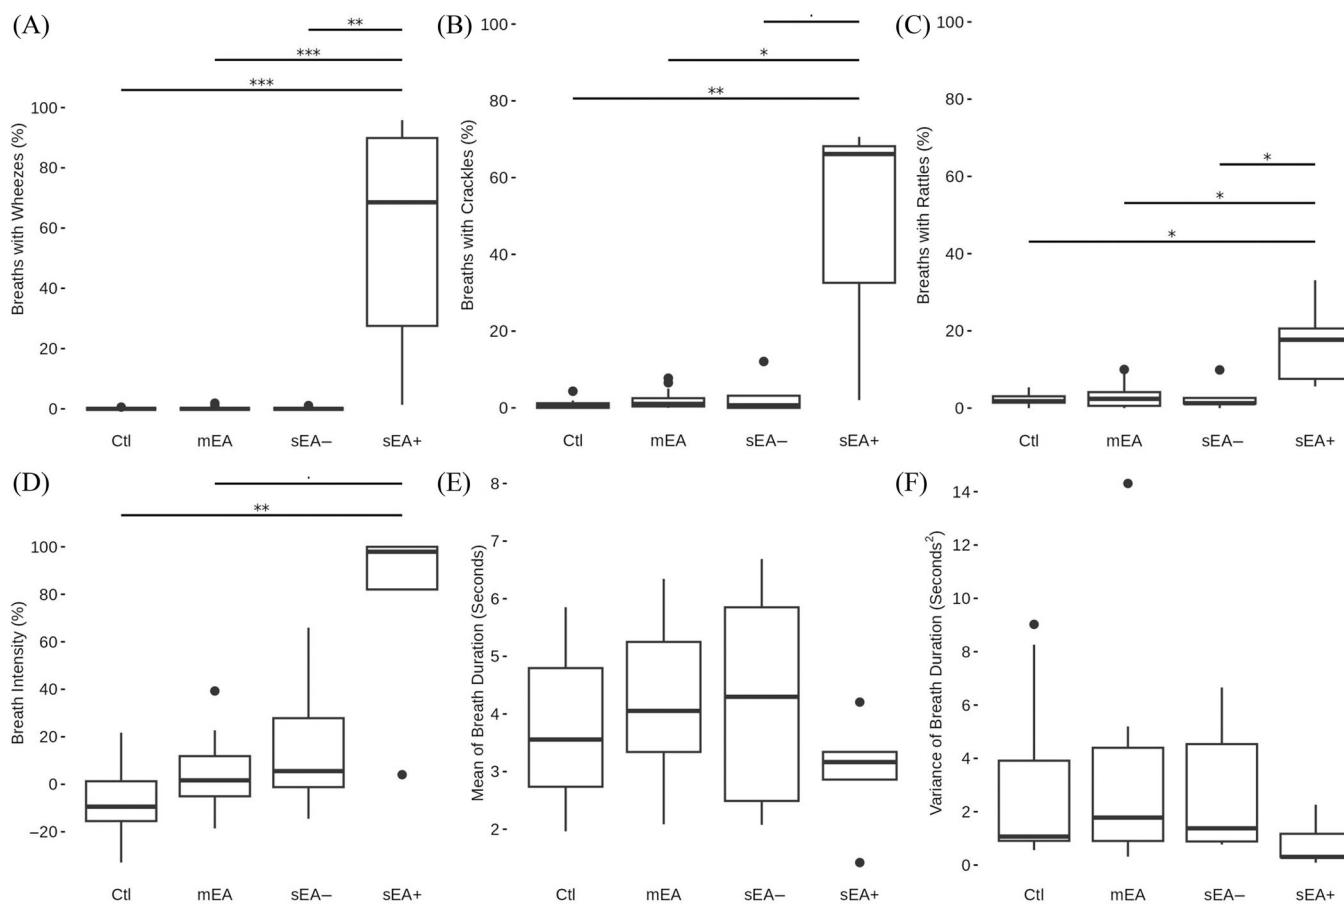 (A)
**
***
***
Breaths with Wheezes (%)
100
80
60
40
20
0
Ctl
mEA
sEA–
sEA+
(B)
.
*
**
Breaths with Crackles (%)
100
80
60
40
20
0
Ctl
mEA
sEA–
sEA+
(C)
*
*
*
Breaths with Rattles (%)
100
80
60
40
20
0
Ctl
mEA
sEA–
sEA+
(D)
.
**
Breath Intensity (%)
100
80
60
40
20
0
–20
Ctl
mEA
sEA–
sEA+
(E)
Mean of Breath Duration (Seconds)
8
7
6
5
4
3
2
Ctl
mEA
sEA–
sEA+
(F)
Variance of Breath Duration (Seconds²)
14
12
10
8
6
4
2
0
Ctl
mEA
sEA–
sEA+